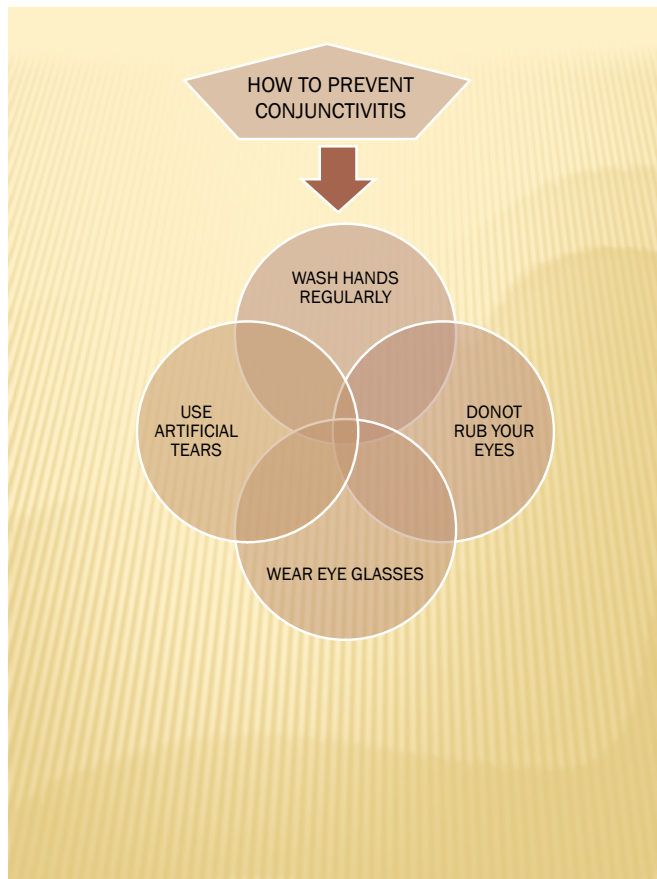 HOW TO PREVENT
CONJUNCTIVITIS
WASH HANDS
REGULARLY
USE
ARTIFICIAL
TEARS
DONOT
RUB YOUR
EYES
WEAR EYE GLASSES